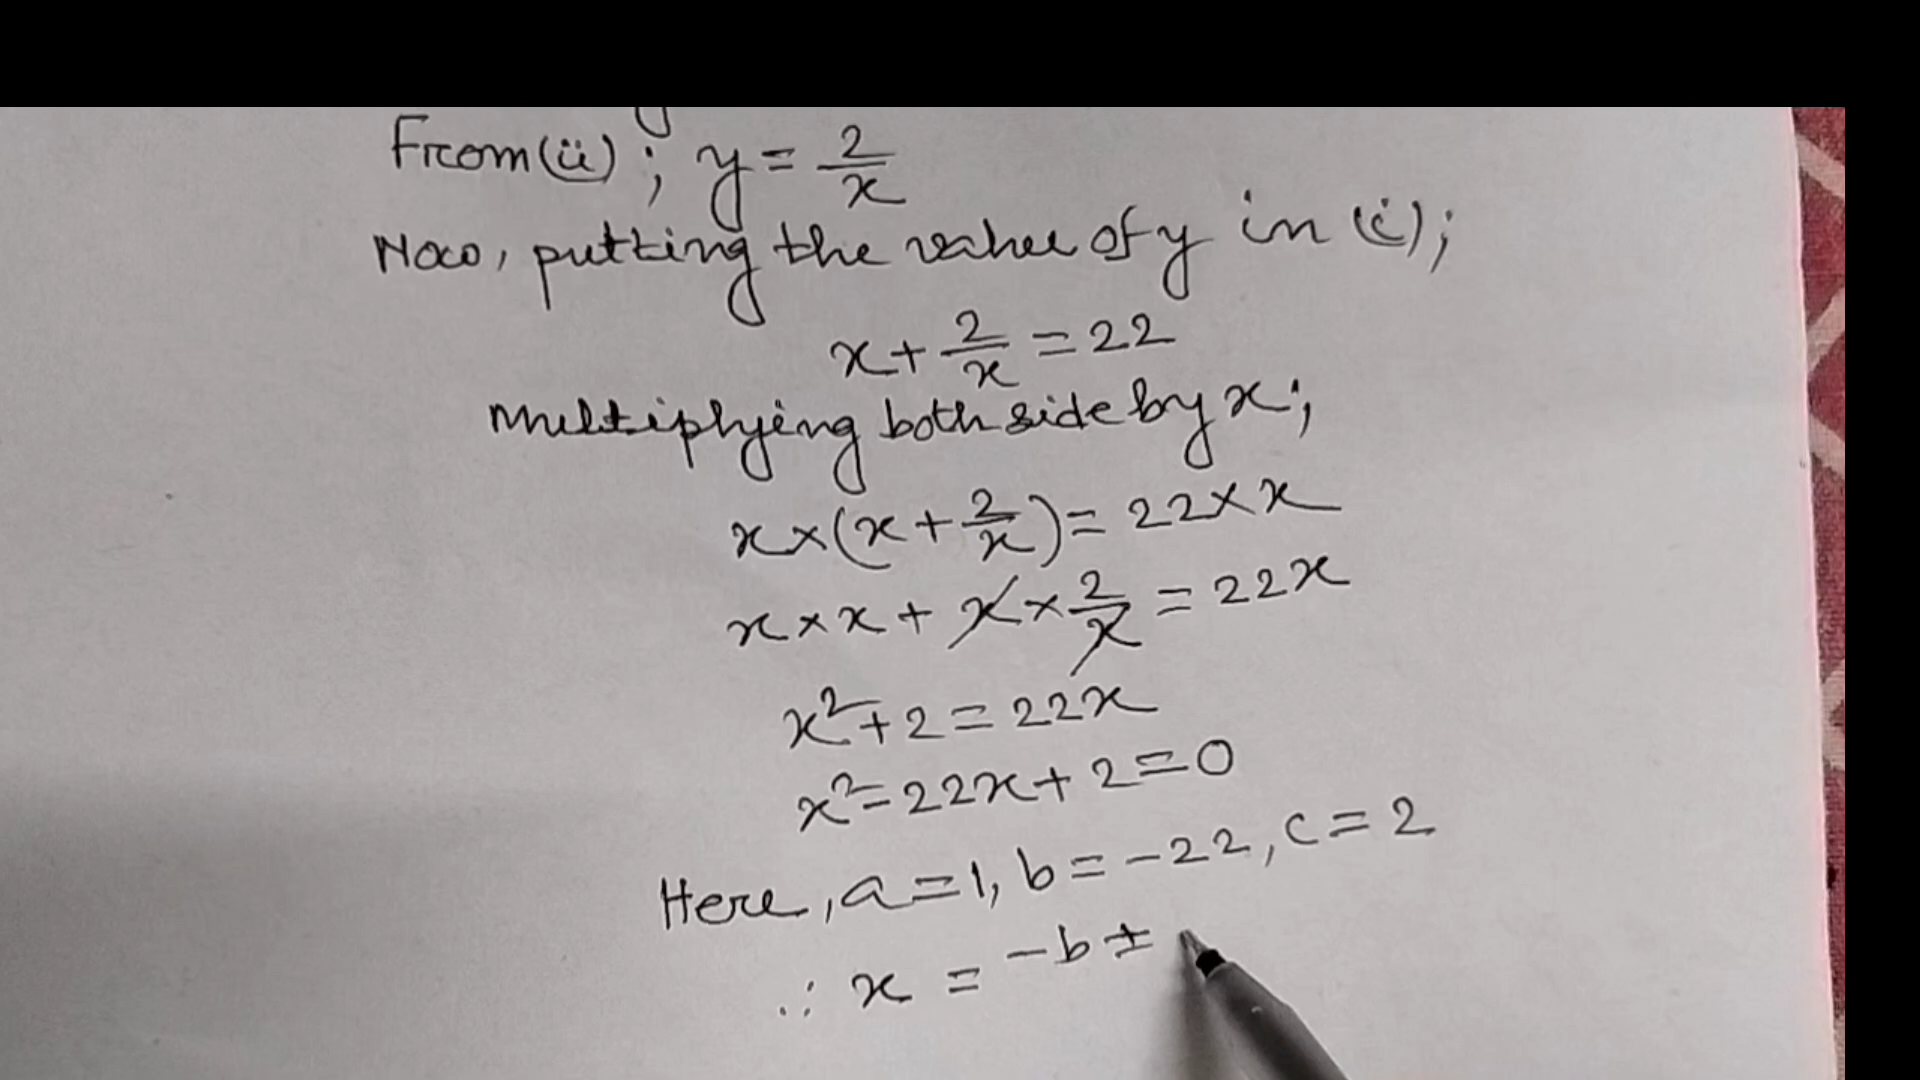 From (ii); y = 2/x
Now, putting the value of y in (i);
x + 2/x = 22
Multiplying both side by x;
x × (x + 2/x) = 22 × x
x × x + x × 2/x = 22x
x² + 2 = 22x
x² = 22x + 2 = 0
Here, a = 1, b = -22, c = 2
∴ x = -b ±